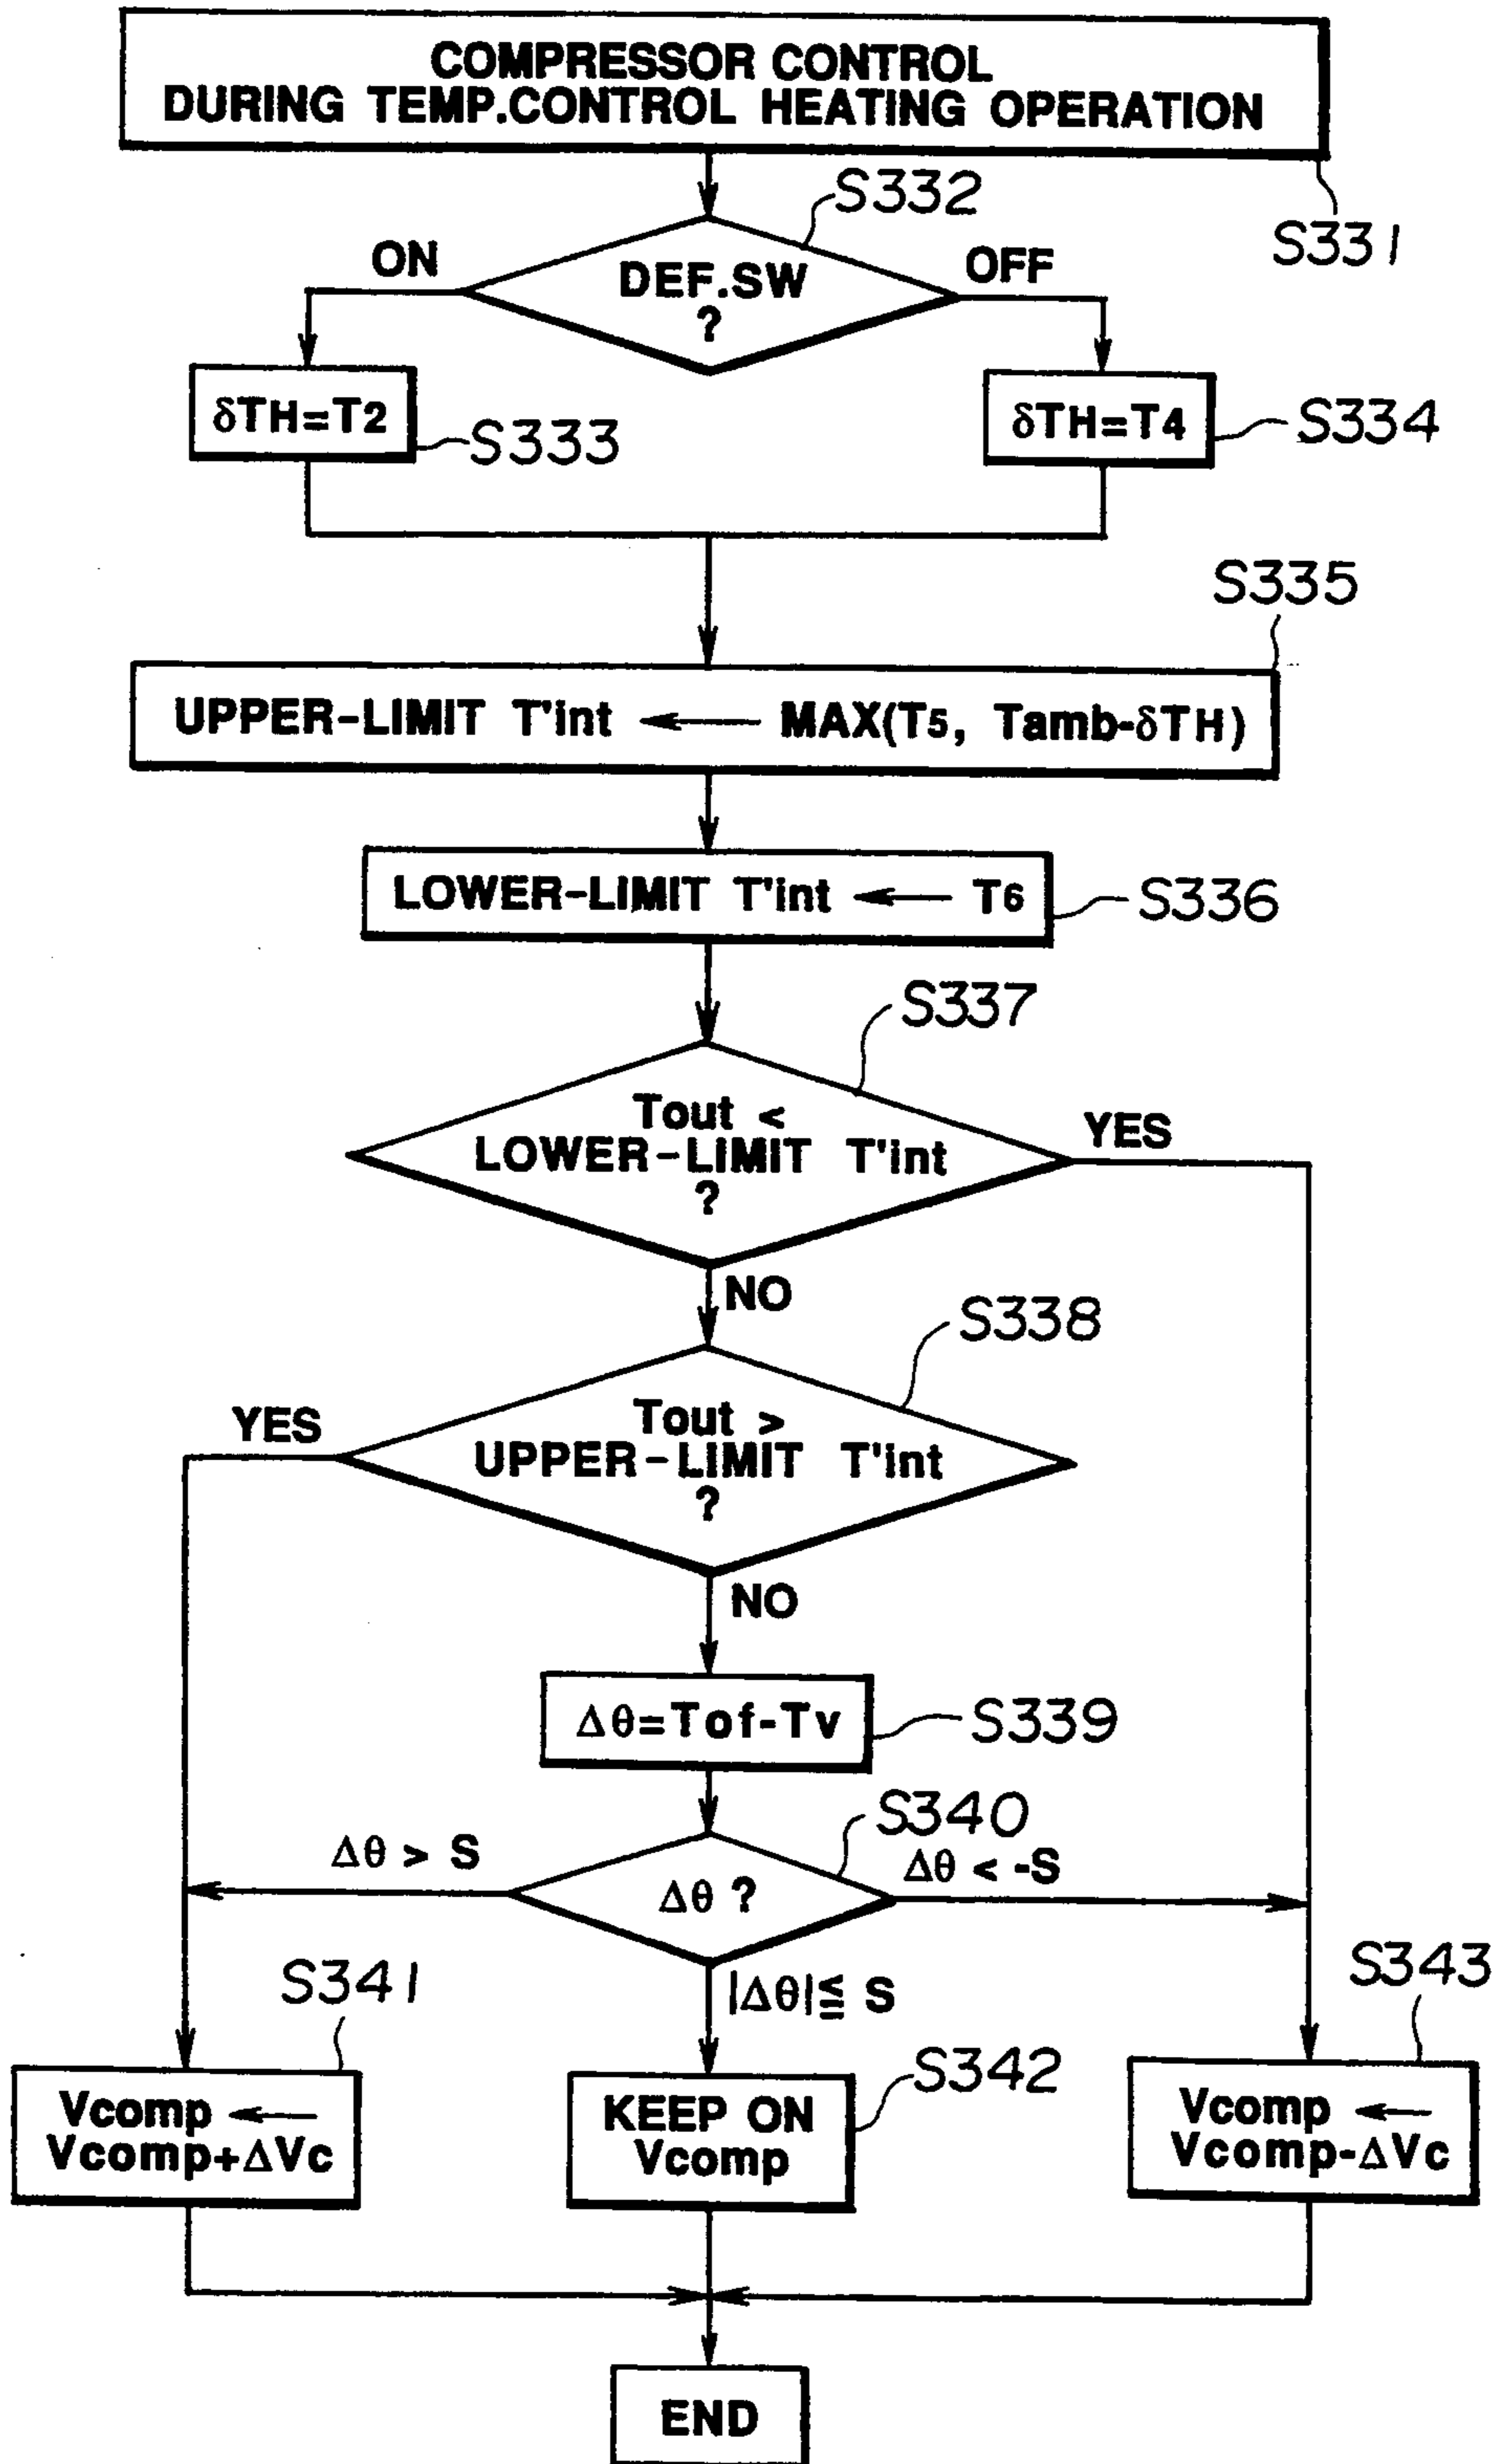 COMPRESSOR CONTROL
DURING TEMP.CONTROL HEATING OPERATION
S331
S332
ON
DEF.SW
?
OFF
δTH=T2
S333
δTH=T4
S334
S335
UPPER-LIMIT T'int ← MAX(T5, Tamb-δTH)
LOWER-LIMIT T'int ← T6
S336
S337
Tout <
LOWER-LIMIT T'int
?
YES
NO
S338
YES
Tout >
UPPER-LIMIT T'int
?
NO
Δθ=Tof-Tv
S339
S340
Δθ > S
Δθ ?
Δθ < -S
|Δθ|≦ S
S341
Vcomp ←
Vcomp+ΔVc
S342
KEEP ON
Vcomp
S343
Vcomp ←
Vcomp-ΔVc
END